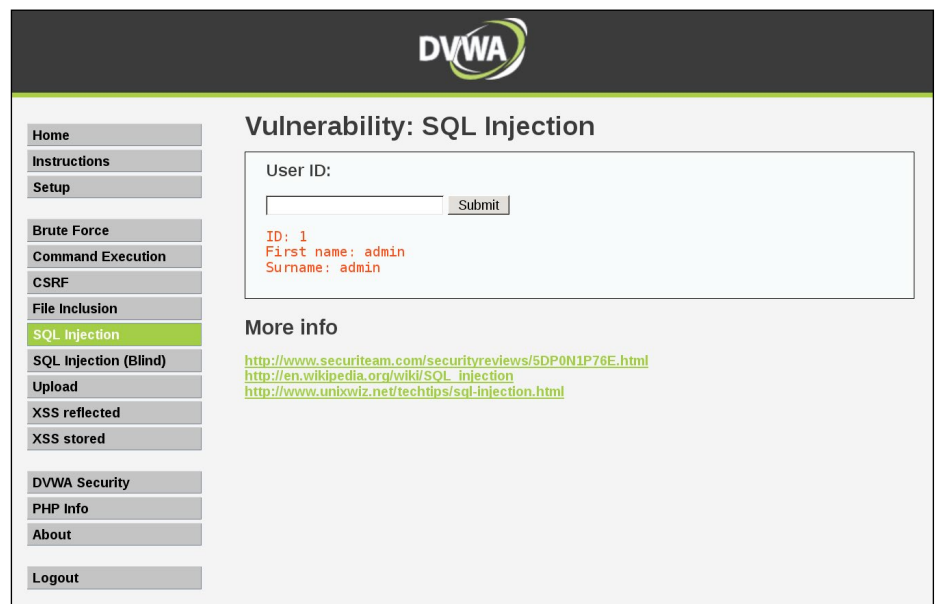 DVWA
Home
Instructions
Setup
Brute Force
Command Execution
CSRF
File Inclusion
SQL Injection
SQL Injection (Blind)
Upload
XSS reflected
XSS stored
DVWA Security
PHP Info
About
Logout
Vulnerability: SQL Injection
User ID:
Submit
ID: 1
First name: admin
Surname: admin
More info
http://www.securiteam.com/securityreviews/5DP0N1P76E.html
http://en.wikipedia.org/wiki/SQL_injection
http://www.unixwiz.net/techtips/sql-injection.html